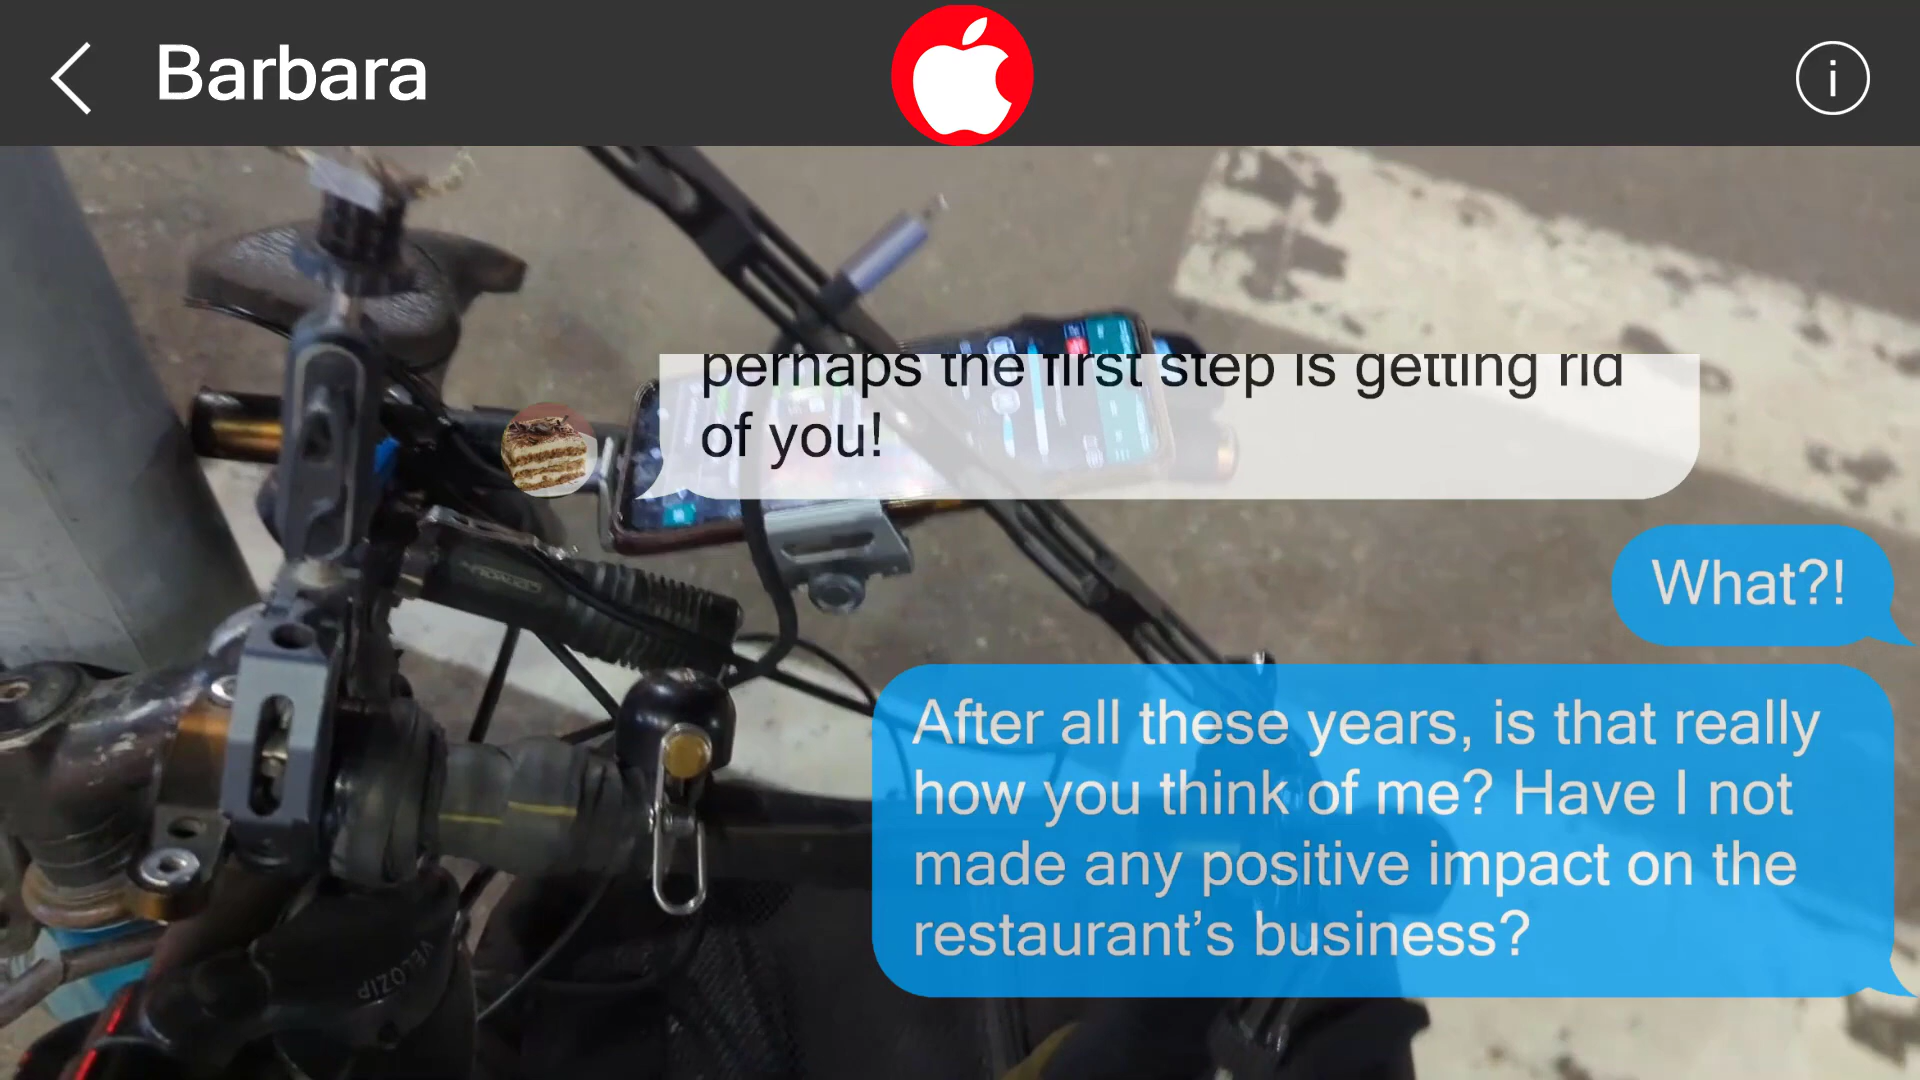 Barbara
i
perhaps the first step is getting rid
of you!
What?!
After all these years, is that really
how you think of me? Have I not
made any positive impact on the
restaurant’s business?
VELOZIP